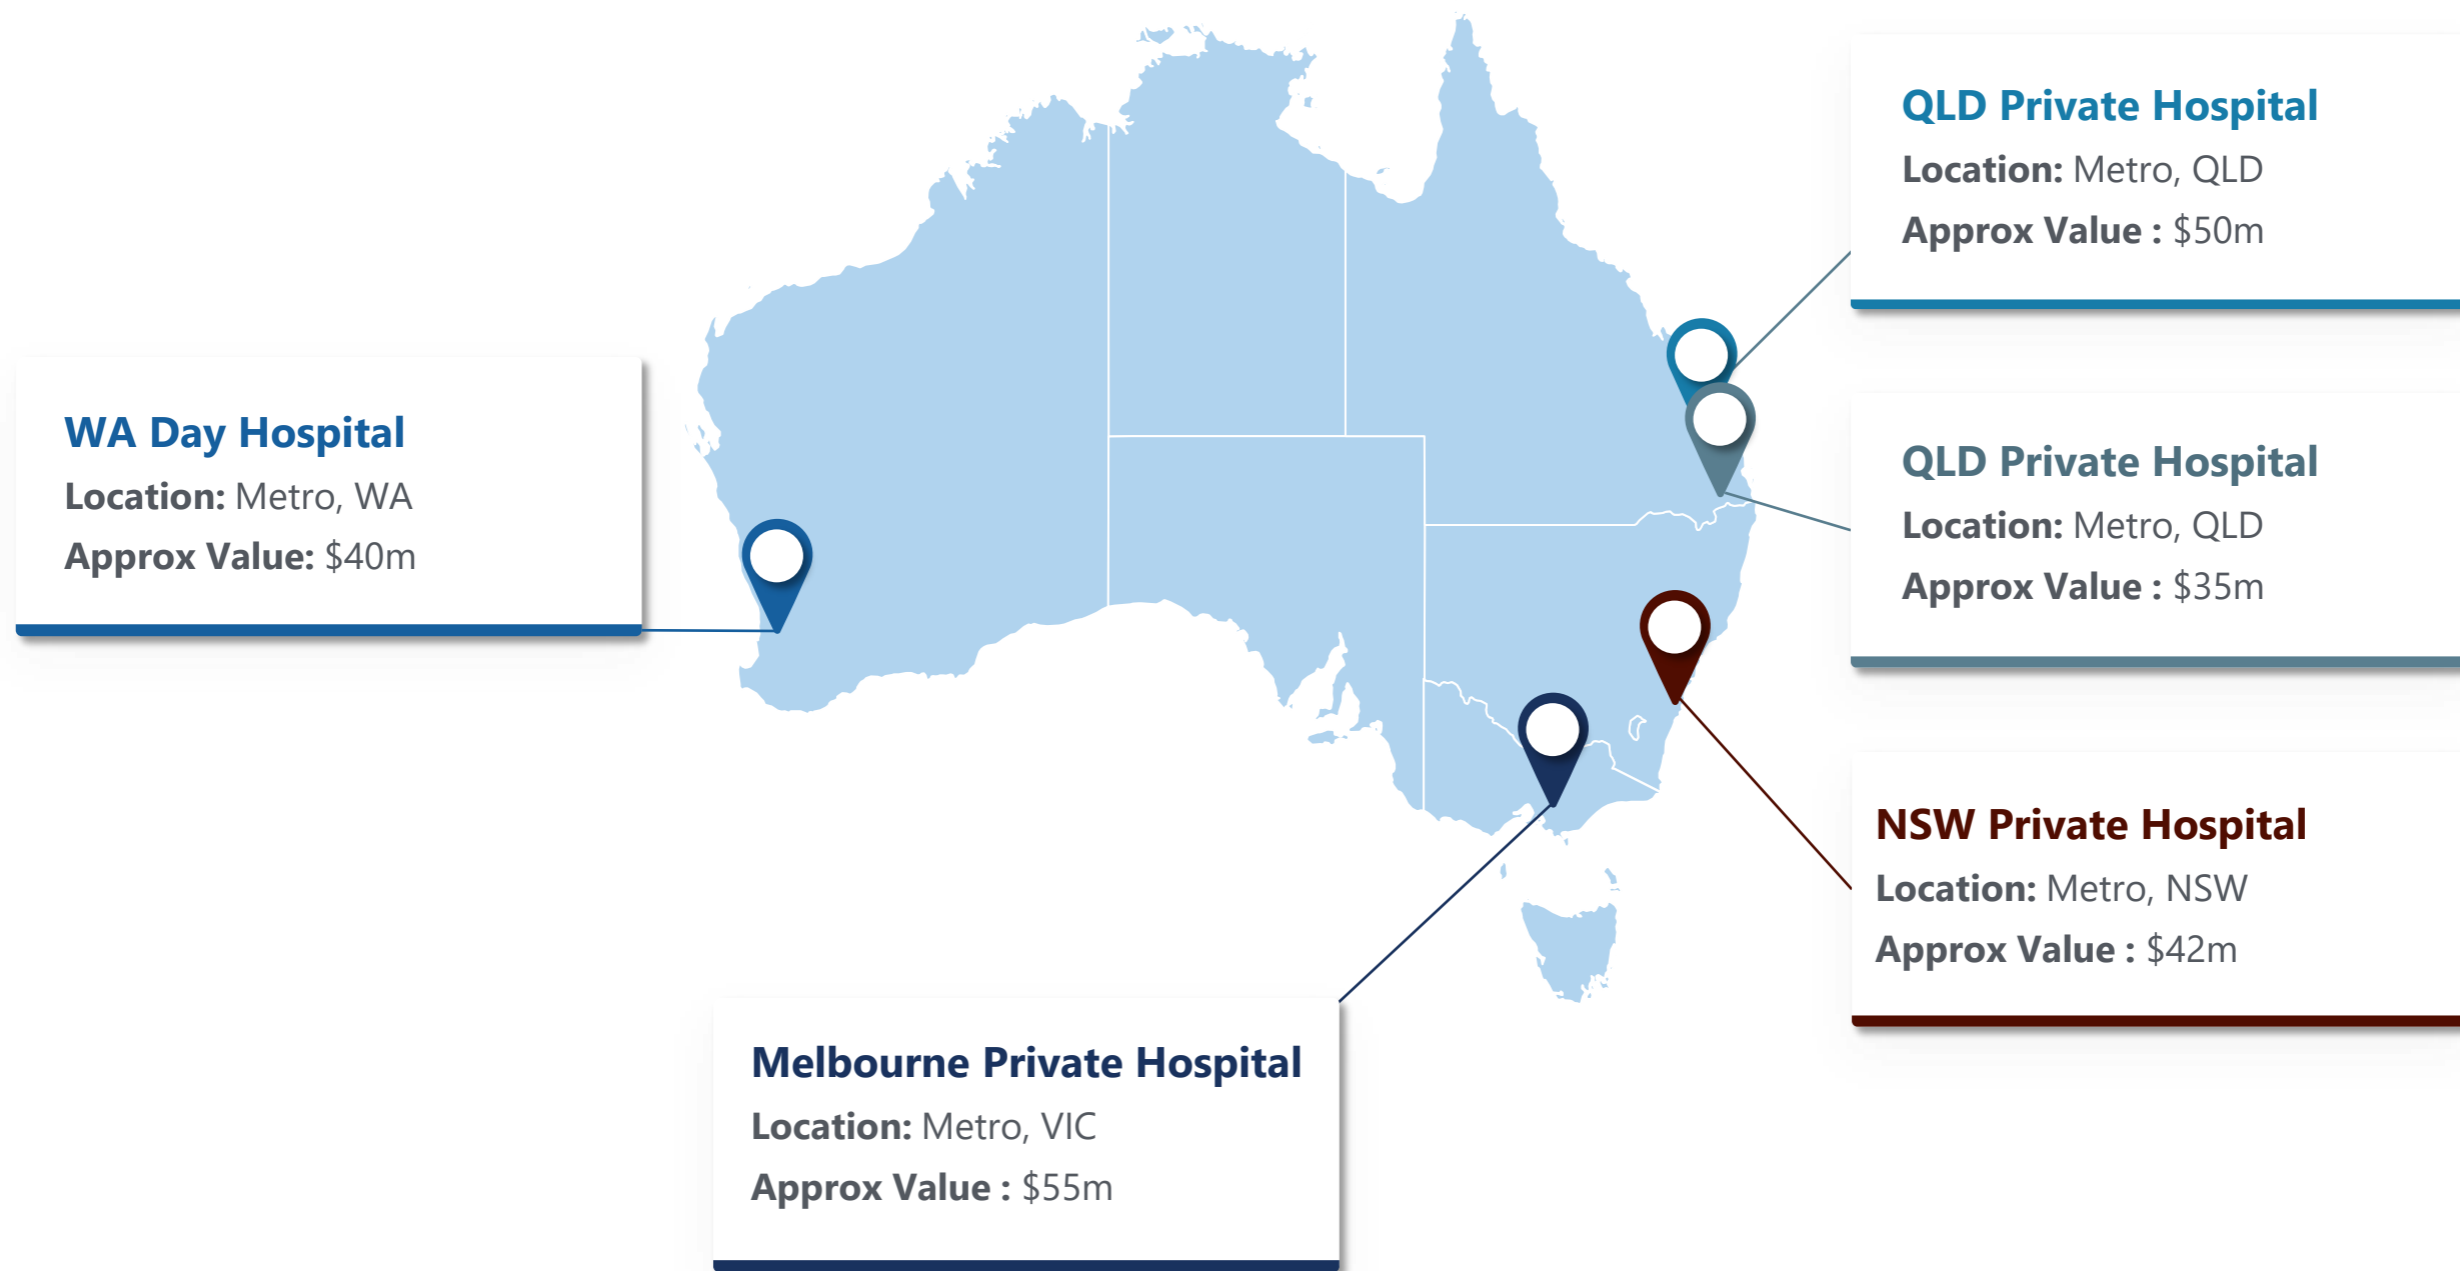 QLD Private Hospital
Location: Metro, QLD
Approx Value : $50m
WA Day Hospital
Location: Metro, WA
Approx Value: $40m
QLD Private Hospital
Location: Metro, QLD
Approx Value : $35m
NSW Private Hospital
Location: Metro, NSW
Approx Value : $42m
Melbourne Private Hospital
Location: Metro, VIC
Approx Value : $55m